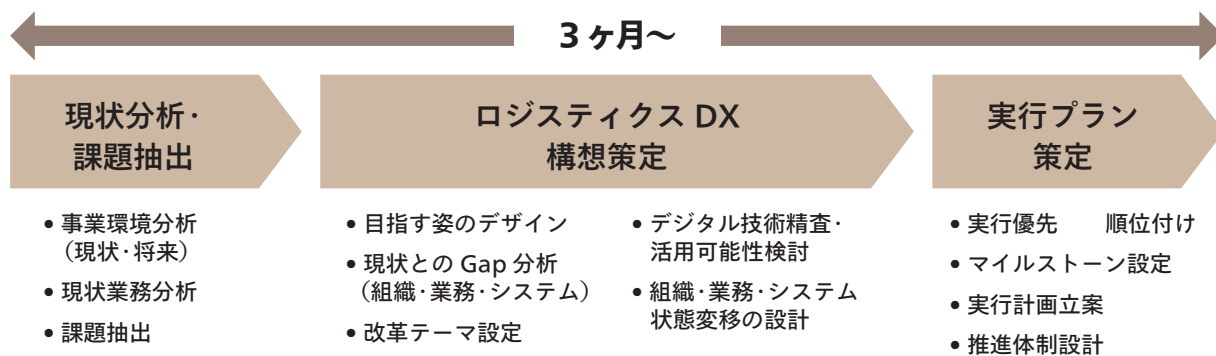 3ヶ月～
現状分析・
課題抽出
ロジスティクス DX
構想策定
実行プラン
策定
• 事業環境分析
（現状・将来）
• 現状業務分析
• 課題抽出
• 目指す姿のデザイン
• 現状との Gap 分析
（組織・業務・システム）
• 改革テーマ設定
• デジタル技術精査・
活用可能性検討
• 組織・業務・システム
状態変移の設計
• 実行優先　　順位付け
• マイルストーン設定
• 実行計画立案
• 推進体制設計